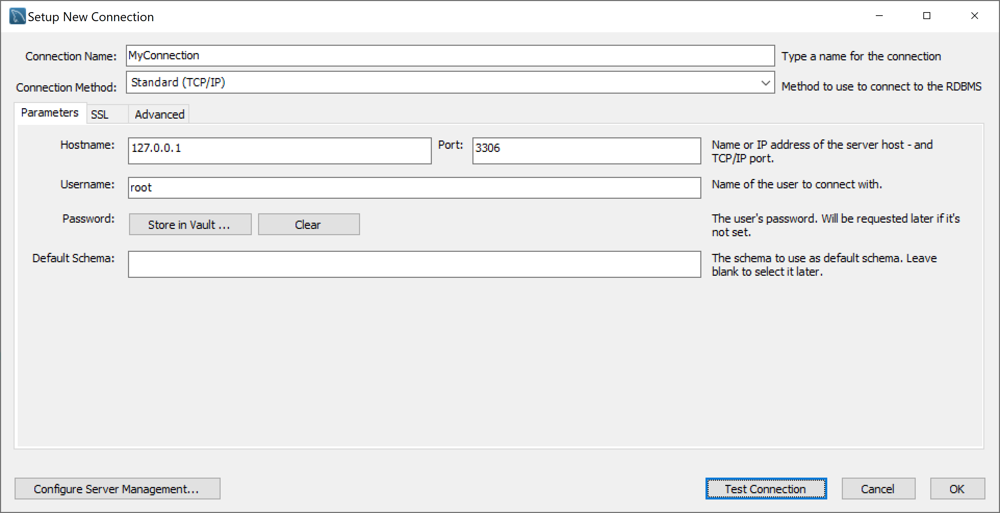 Setup New Connection
Connection Name: MyConnection Type a name for the connection
Connection Method: Standard (TCP/IP) Method to use to connect to the RDBMS
Parameters SSL Advanced
Hostname: 127.0.0.1 Port: 3306 Name or IP address of the server host - and
TCP/IP port.
Username: root Name of the user to connect with.
Password: Store in Vault ... Clear The user's password. Will be requested later if it's
not set.
Default Schema: The schema to use as default schema. Leave
blank to select it later.
Configure Server Management... Test Connection Cancel OK